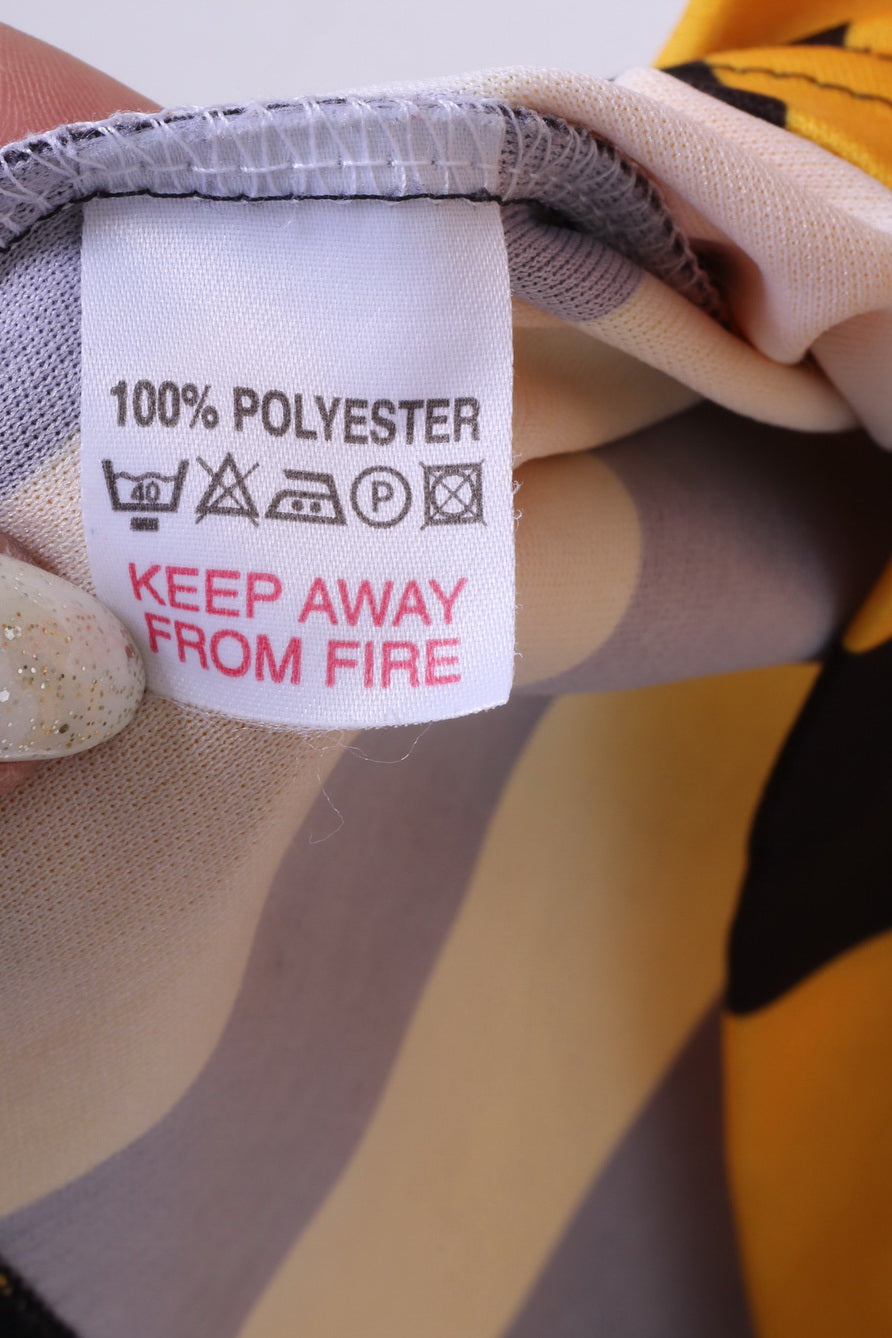 100% POLYESTER
40 P
KEEP AWAY
FROM FIRE